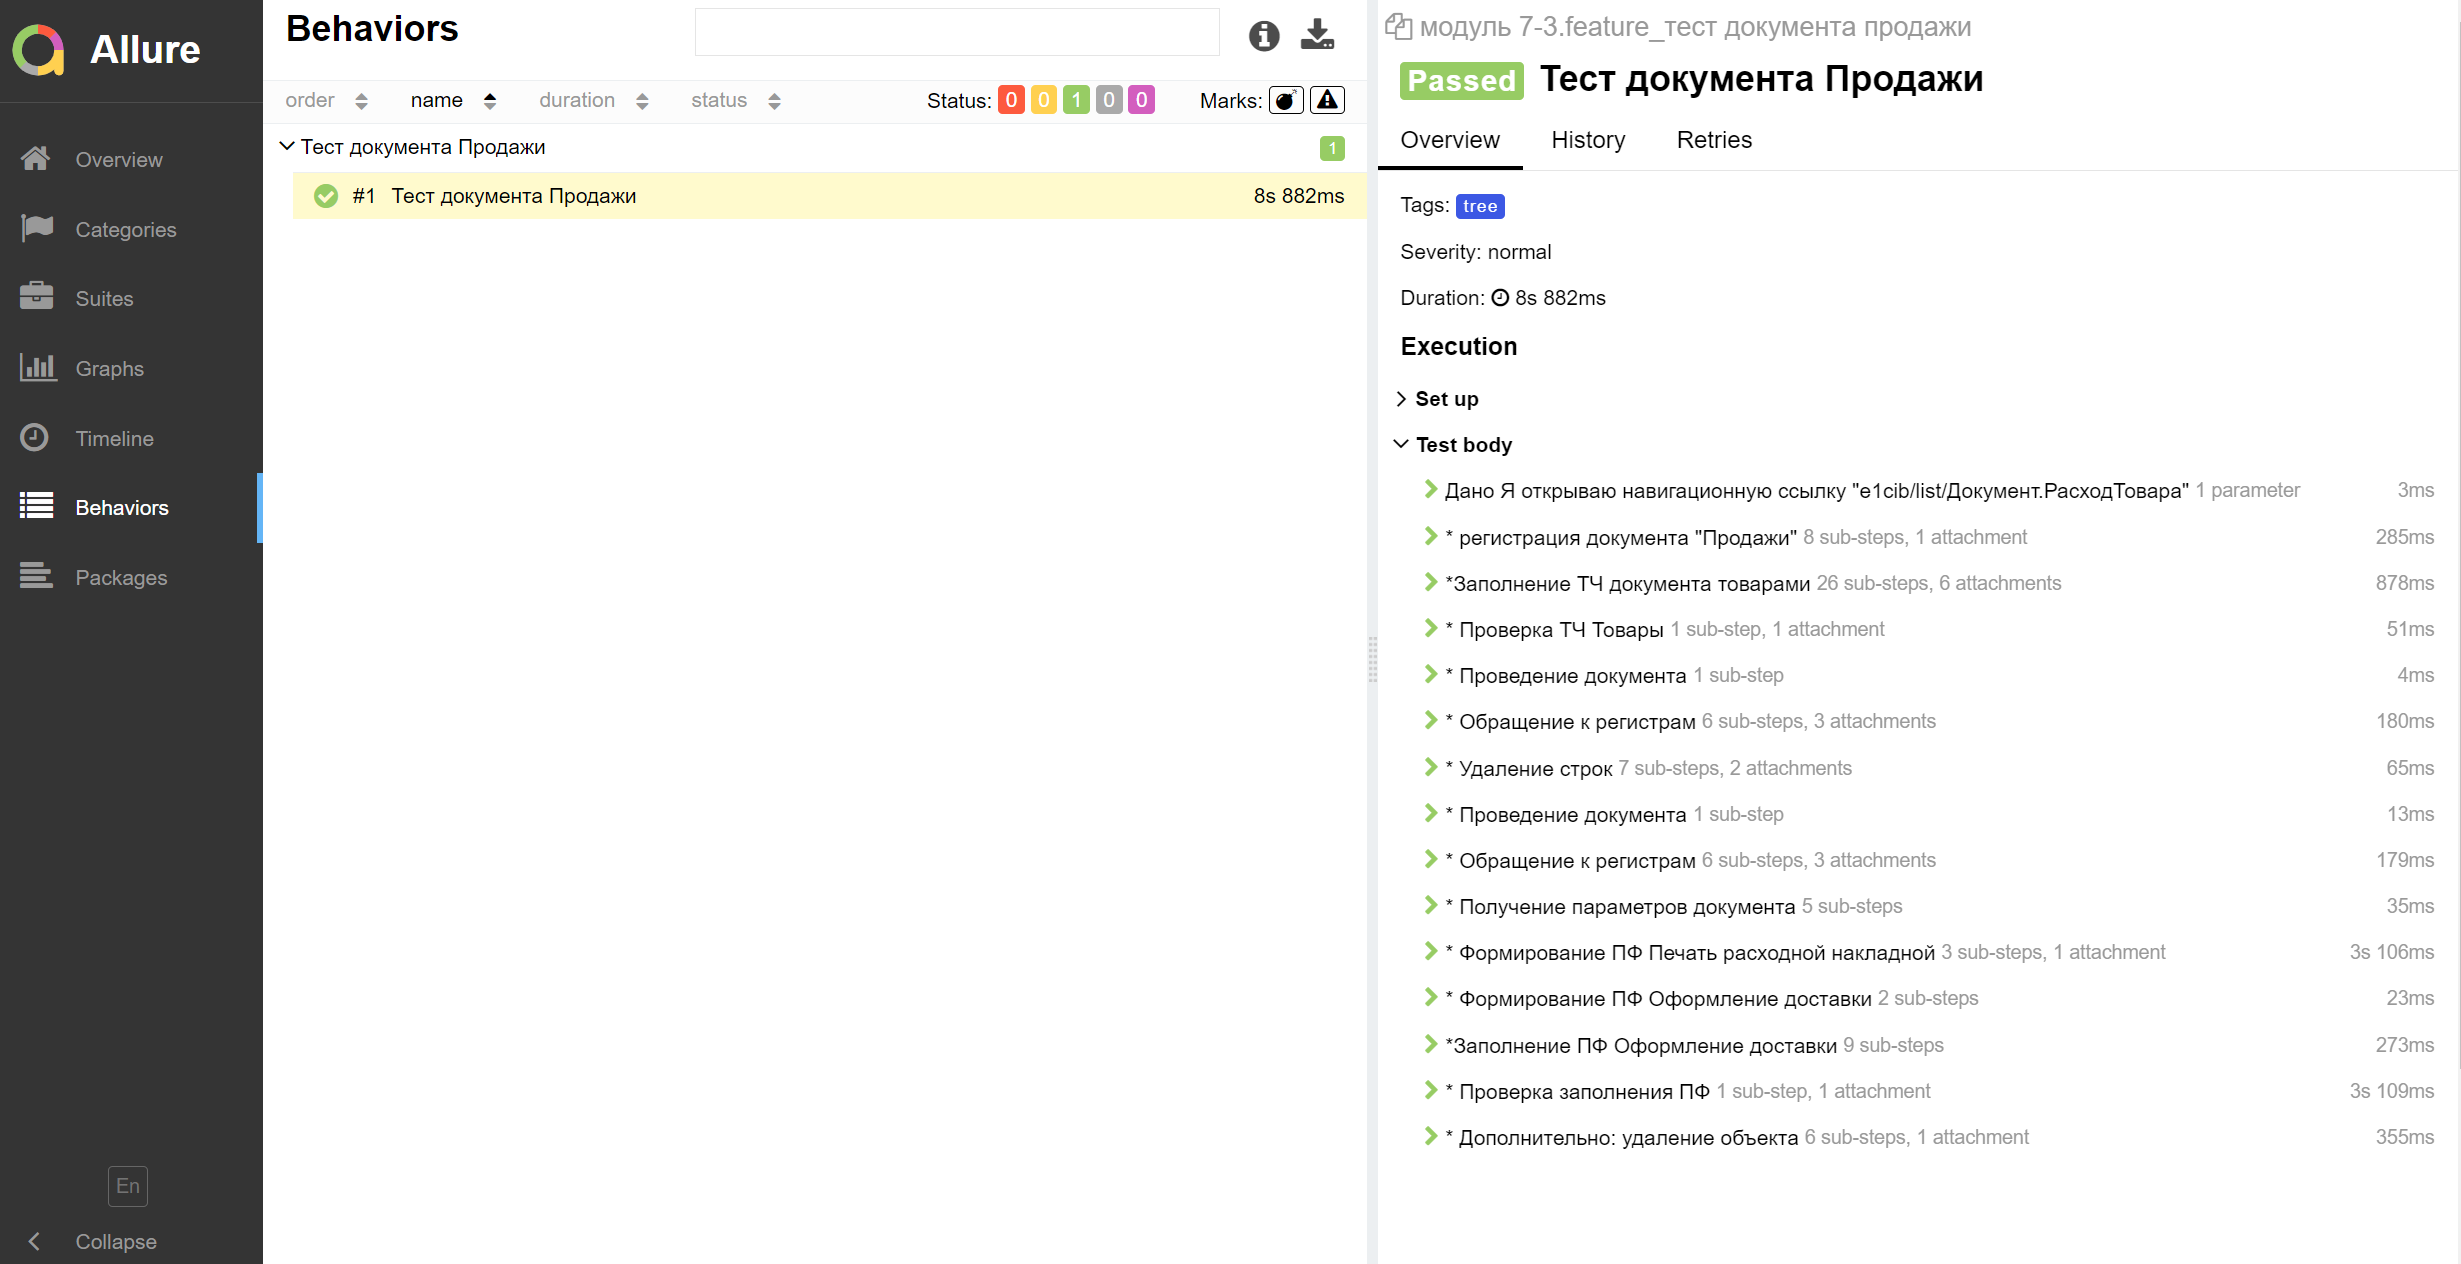 Allure
Overview
Categories
Suites
Graphs
Timeline
Behaviors
Packages
En
Collapse
Behaviors
order name duration status Status: 0 0 1 0 0 Marks:
Тест документа Продажи 1
#1 Тест документа Продажи 8s 882ms
модуль 7-3.feature_тест документа продажи
Passed Тест документа Продажи
Overview History Retries
Tags: tree
Severity: normal
Duration: 8s 882ms
Execution
Set up
Test body
Дано Я открываю навигационную ссылку "e1cib/list/Документ.РасходТовара" 1 parameter 3ms
* регистрация документа "Продажи" 8 sub-steps, 1 attachment 285ms
*Заполнение ТЧ документа товарами 26 sub-steps, 6 attachments 878ms
* Проверка ТЧ Товары 1 sub-step, 1 attachment 51ms
* Проведение документа 1 sub-step 4ms
* Обращение к регистрам 6 sub-steps, 3 attachments 180ms
* Удаление строк 7 sub-steps, 2 attachments 65ms
* Проведение документа 1 sub-step 13ms
* Обращение к регистрам 6 sub-steps, 3 attachments 179ms
* Получение параметров документа 5 sub-steps 35ms
* Формирование ПФ Печать расходной накладной 3 sub-steps, 1 attachment 3s 106ms
* Формирование ПФ Оформление доставки 2 sub-steps 23ms
*Заполнение ПФ Оформление доставки 9 sub-steps 273ms
* Проверка заполнения ПФ 1 sub-step, 1 attachment 3s 109ms
* Дополнительно: удаление объекта 6 sub-steps, 1 attachment 355ms